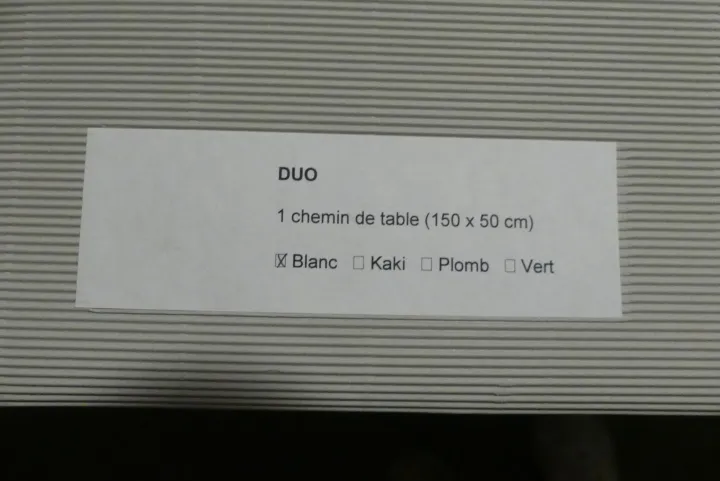 DUO
1 chemin de table (150 x 50 cm)
☒ Blanc ☐ Kaki ☐ Plomb ☐ Vert